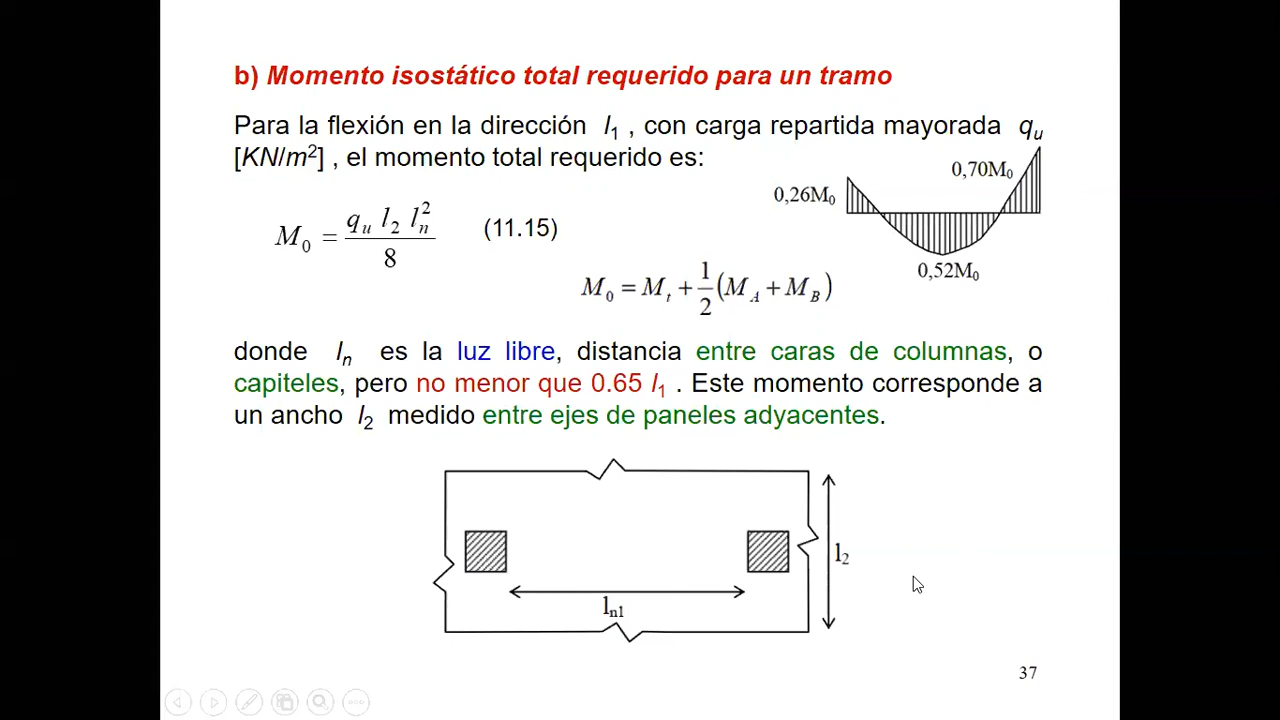 b) Momento isostático total requerido para un tramo
Para la flexión en la dirección l₁ , con carga repartida mayorada qᵤ
[KN/m²] , el momento total requerido es:
0,70M₀
0,26M₀
M₀ = qᵤ l₂ lₙ² / 8 (11.15)
0,52M₀
M₀ = Mₜ + 1/2 (M_A + M_B)
donde lₙ es la luz libre, distancia entre caras de columnas, o
capiteles, pero no menor que 0.65 l₁ . Este momento corresponde a
un ancho l₂ medido entre ejes de paneles adyacentes.
l₂
lₙ₁
37